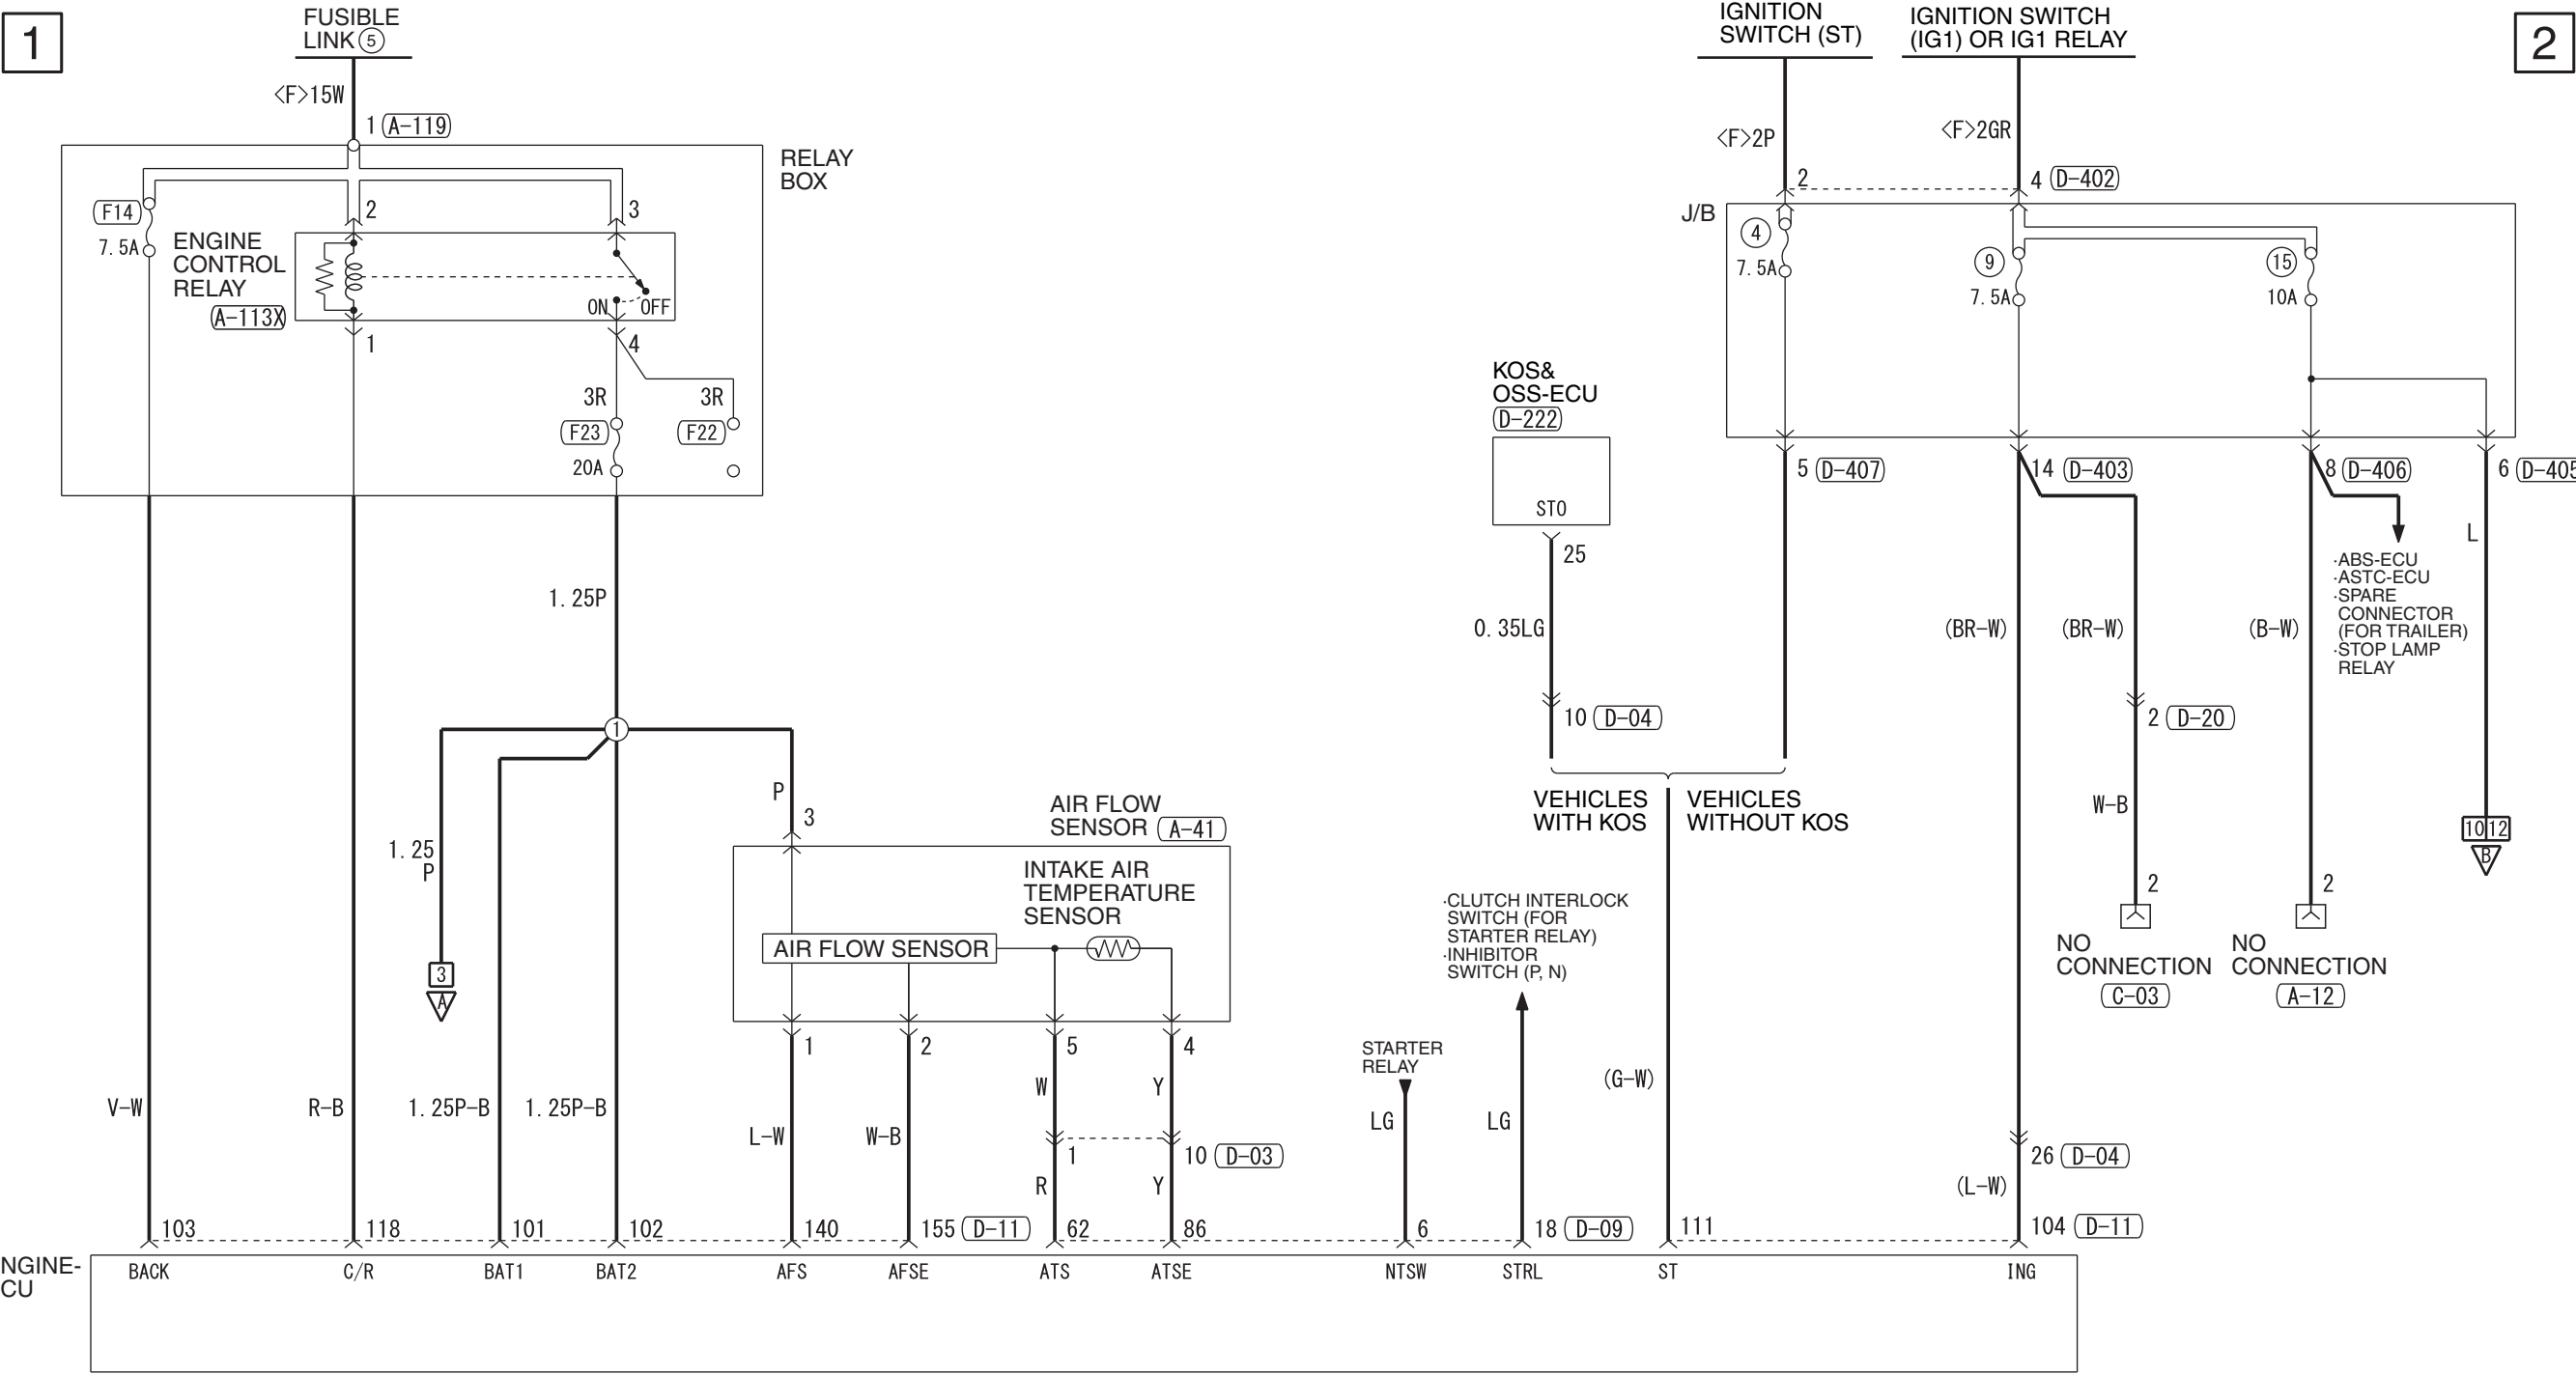 1
FUSIBLE
LINK 5
<F>15W
1 A-119
RELAY
BOX
F14
7.5A
2
3
ENGINE
CONTROL
RELAY
A-113X
ON
OFF
1
4
3R
3R
F23
F22
20A
1.25P
1
1.25
P
3
A
P
3
AIR FLOW
SENSOR A-41
INTAKE AIR
TEMPERATURE
SENSOR
AIR FLOW SENSOR
1
2
5
4
W
Y
V-W
R-B
1.25P-B
1.25P-B
L-W
W-B
1
10 D-03
R
Y
103
118
101
102
140
155 D-11
62
86
IGNITION
SWITCH (ST)
IGNITION SWITCH
(IG1) OR IG1 RELAY
2
<F>2P
<F>2GR
2
4 D-402
J/B
4
7.5A
9
7.5A
15
10A
KOS&
OSS-ECU
D-222
STO
25
0.35LG
10 D-04
5 D-407
14 D-403
8 D-406
6 D-405
L
·ABS-ECU
·ASTC-ECU
·SPARE
CONNECTOR
(FOR TRAILER)
·STOP LAMP
RELAY
(BR-W)
(BR-W)
(B-W)
2 D-20
VEHICLES
WITH KOS
VEHICLES
WITHOUT KOS
W-B
10 12
B
2
2
NO
CONNECTION
C-03
NO
CONNECTION
A-12
·CLUTCH INTERLOCK
SWITCH (FOR
STARTER RELAY)
·INHIBITOR
SWITCH (P, N)
STARTER
RELAY
LG
LG
(G-W)
26 D-04
(L-W)
6
18 D-09
111
104 D-11
NGINE-
CU
BACK
C/R
BAT1
BAT2
AFS
AFSE
ATS
ATSE
NTSW
STRL
ST
ING